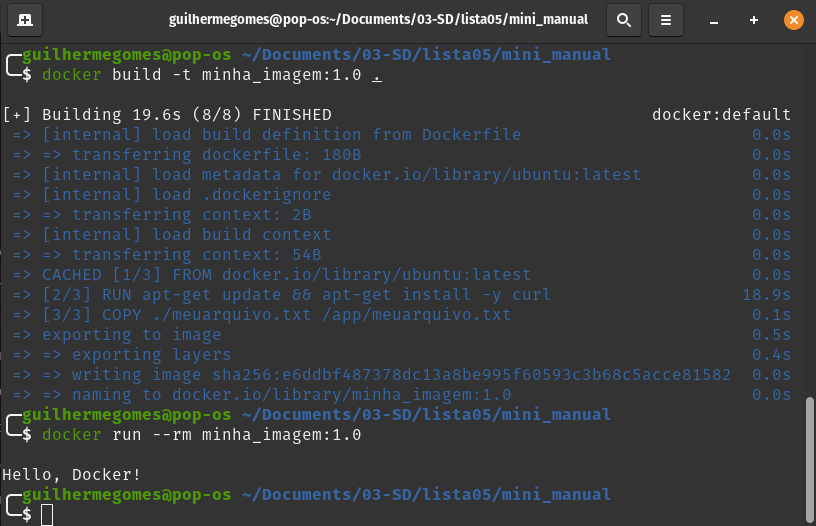 guilhermegomes@pop-os:~/Documents/03-SD/lista05/mini_manual
guilhermegomes@pop-os ~/Documents/03-SD/lista05/mini_manual
$ docker build -t minha_imagem:1.0 .
[+] Building 19.6s (8/8) FINISHED docker:default
=> [internal] load build definition from Dockerfile 0.0s
=> => transferring dockerfile: 180B 0.0s
=> [internal] load metadata for docker.io/library/ubuntu:latest 0.0s
=> [internal] load .dockerignore 0.0s
=> => transferring context: 2B 0.0s
=> [internal] load build context 0.0s
=> => transferring context: 54B 0.0s
=> CACHED [1/3] FROM docker.io/library/ubuntu:latest 0.0s
=> [2/3] RUN apt-get update && apt-get install -y curl 18.9s
=> [3/3] COPY ./meuarquivo.txt /app/meuarquivo.txt 0.1s
=> exporting to image 0.5s
=> => exporting layers 0.4s
=> => writing image sha256:e6ddbf487378dc13a8be995f60593c3b68c5acce81582 0.0s
=> => naming to docker.io/library/minha_imagem:1.0 0.0s
guilhermegomes@pop-os ~/Documents/03-SD/lista05/mini_manual
$ docker run --rm minha_imagem:1.0
Hello, Docker!
guilhermegomes@pop-os ~/Documents/03-SD/lista05/mini_manual
$